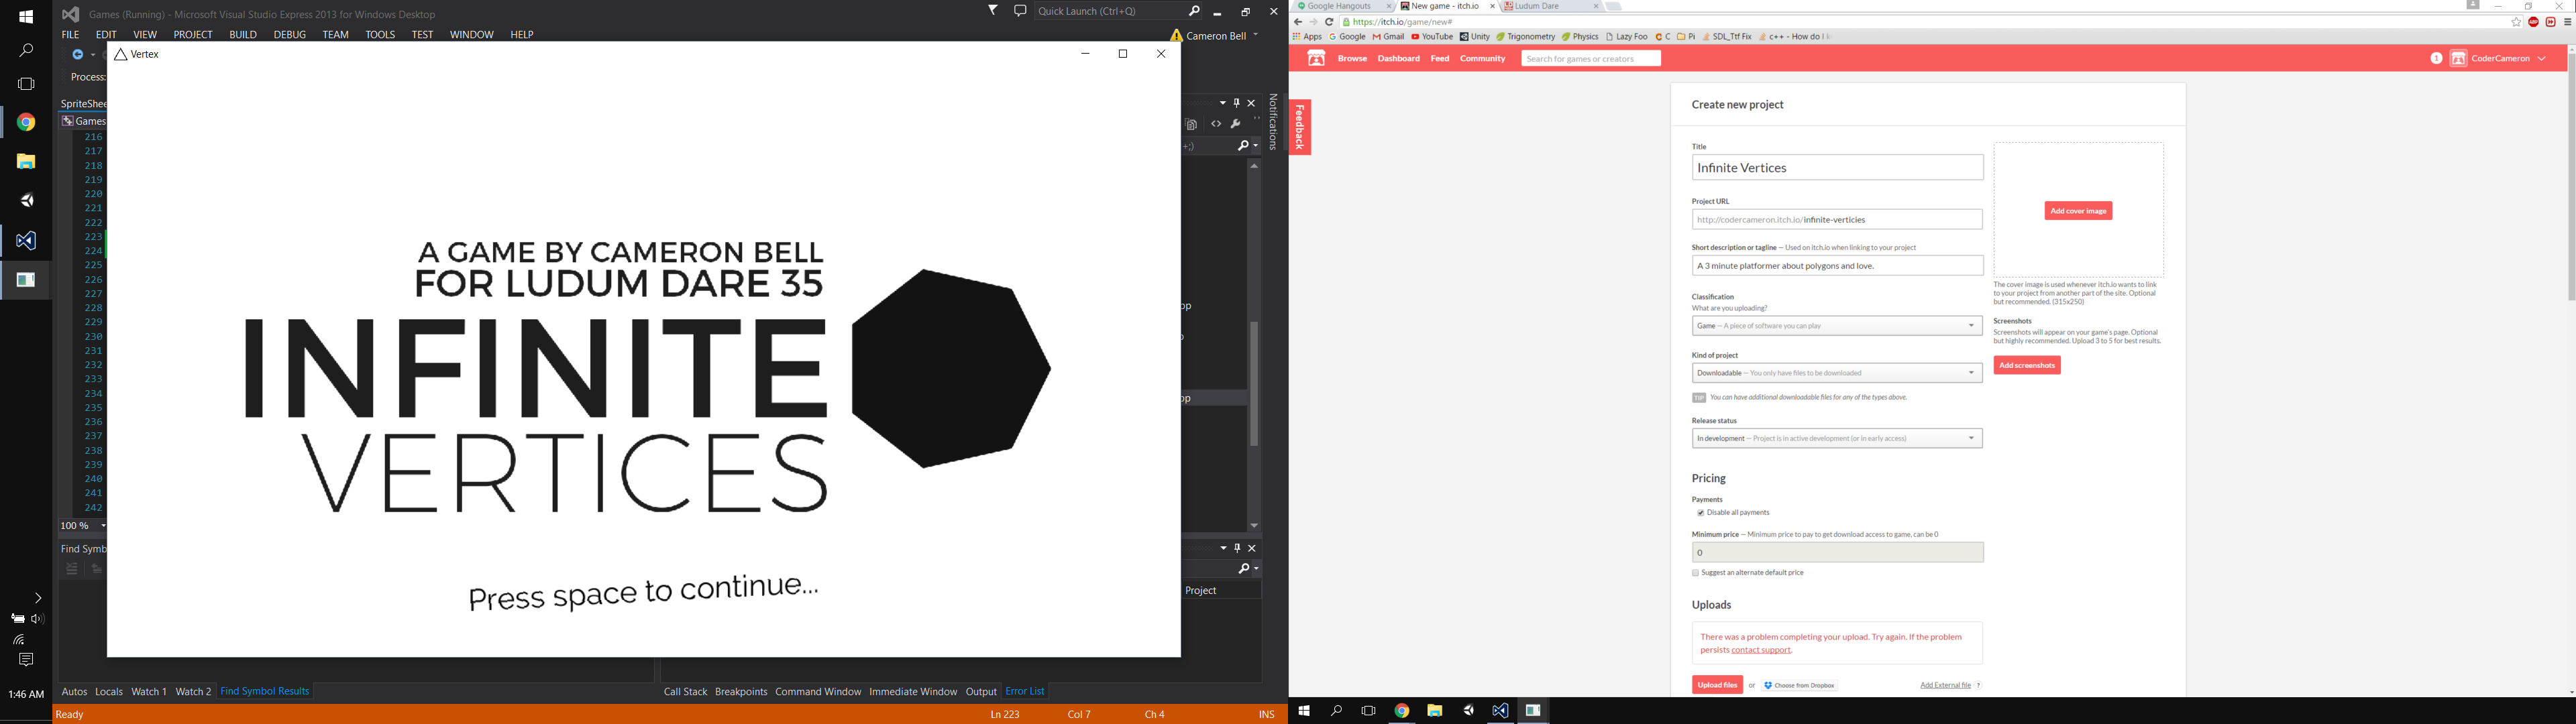 Games (Running) - Microsoft Visual Studio Express 2013 for Windows Desktop
Quick Launch (Ctrl+Q)
FILE EDIT VIEW PROJECT BUILD DEBUG TEAM TOOLS TEST WINDOW HELP
Cameron Bell
Process:
Vertex
SpriteShee
Games
Notifications
216
217
218
219
220
221
222
223
224
225
226
227
228
229
230
231
232
233
234
235
236
237
238
239
240
241
242
100 %
A GAME BY CAMERON BELL
FOR LUDUM DARE 35
INFINITE
VERTICES
Press space to continue...
+;)
pp
pp
Find Symb
Project
Autos Locals Watch 1 Watch 2 Find Symbol Results
Call Stack Breakpoints Command Window Immediate Window Output Error List
Ready
Ln 223 Col 7 Ch 4 INS
1:46 AM
Google Hangouts
New game - itch.io
Ludum Dare
https://itch.io/game/new#
Apps Google Gmail YouTube Unity Trigonometry Physics Lazy Foo C Pi SDL_Ttf Fix c++ - How do I
Browse Dashboard Feed Community
Search for games or creators
1 CoderCameron
Feedback
Create new project
Title
Infinite Vertices
Project URL
http://codercameron.itch.io/infinite-verticies
Short description or tagline — Used on itch.io when linking to your project
A 3 minute platformer about polygons and love.
Classification
What are you uploading?
Game — A piece of software you can play
Kind of project
Downloadable — You only have files to be downloaded
TIP You can have additional downloadable files for any of the types above.
Release status
In development — Project is in active development (or in early access)
Pricing
Payments
Disable all payments
Minimum price — Minimum price to pay to get download access to game, can be 0
0
Suggest an alternate default price
Uploads
There was a problem completing your upload. Try again. If the problem
persists contact support.
Upload files or Choose from Dropbox Add External file ?
Add cover image
The cover image is used whenever itch.io wants to link
to your project from another part of the site. Optional
but recommended. (315x250)
Screenshots
Screenshots will appear on your game's page. Optional
but highly recommended. Upload 3 to 5 for best results.
Add screenshots